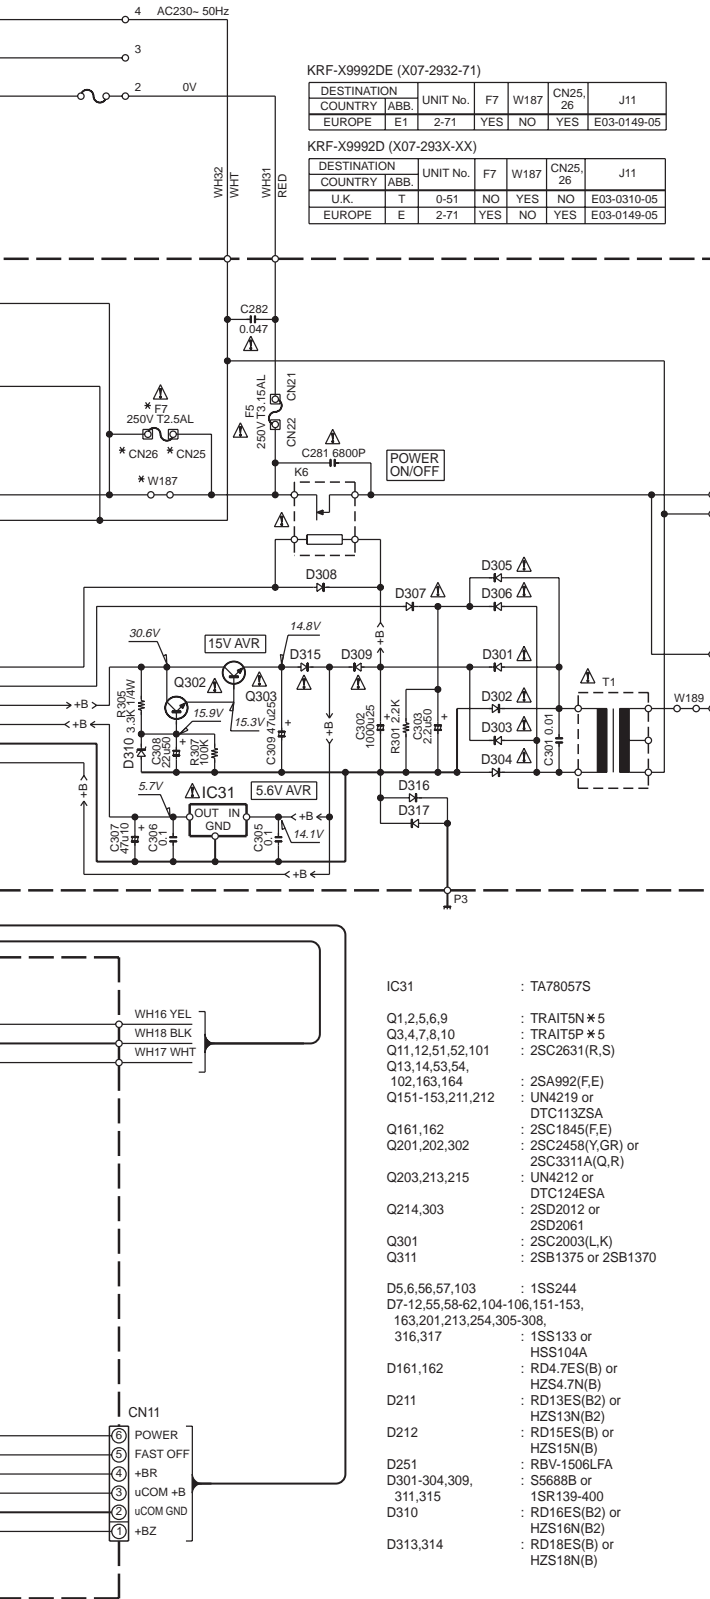 4 AC230~ 50Hz
3
2 0V
KRF-X9992DE (X07-2932-71)
DESTINATION UNIT No. F7 W187 CN25, 26 J11
COUNTRY ABB.
EUROPE E1 2-71 YES NO YES E03-0149-05
KRF-X9992D (X07-293X-XX)
DESTINATION UNIT No. F7 W187 CN25, 26 J11
COUNTRY ABB.
U.K. T 0-51 NO YES NO E03-0310-05
EUROPE E 2-71 YES NO YES E03-0149-05
WH32
WHT
WH31
RED
C282
0.047
F5
250V T3.15AL
CN21
CN22
* F7
250V T2.5AL
* CN26 * CN25
* W187
C281 6800P
K6
POWER
ON/OFF
D308
D305
D307
D306
30.6V
15V AVR
14.8V
D315 D309
+B
D301
Q302
Q303
T1
R305
3.3K 1/4W
15.9V
15.3V
D302
W189
+B
+B
D310
C308
22u50
R307
100K
C309 47u25
+B
C302
1000u25
R301 2.2K
C303
2.2u50
D303
C301 0.01
D304
+B
5.7V
IC31
5.6V AVR
D316
OUT IN
GND
+B
D317
C307
47u10
C306
0.1
C305
0.1
14.1V
+B
P3
WH16 YEL
WH18 BLK
WH17 WHT
IC31 : TA78057S
Q1,2,5,6,9 : TRAIT5N * 5
Q3,4,7,8,10 : TRAIT5P * 5
Q11,12,51,52,101 : 2SC2631(R,S)
Q13,14,53,54,
102,163,164 : 2SA992(F,E)
Q151-153,211,212 : UN4219 or
DTC113ZSA
Q161,162 : 2SC1845(F,E)
Q201,202,302 : 2SC2458(Y,GR) or
2SC3311A(Q,R)
Q203,213,215 : UN4212 or
DTC124ESA
Q214,303 : 2SD2012 or
2SD2061
Q301 : 2SC2003(L,K)
Q311 : 2SB1375 or 2SB1370
D5,6,56,57,103 : 1SS244
D7-12,55,58-62,104-106,151-153,
163,201,213,254,305-308,
316,317 : 1SS133 or
HSS104A
D161,162 : RD4.7ES(B) or
HZS4.7N(B)
D211 : RD13ES(B2) or
HZS13N(B2)
D212 : RD15ES(B) or
HZS15N(B)
D251 : RBV-1506LFA
D301-304,309, : S5688B or
311,315 1SR139-400
D310 : RD16ES(B2) or
HZS16N(B2)
D313,314 : RD18ES(B) or
HZS18N(B)
CN11
6 POWER
5 FAST OFF
4 +BR
3 uCOM +B
2 uCOM GND
1 +BZ